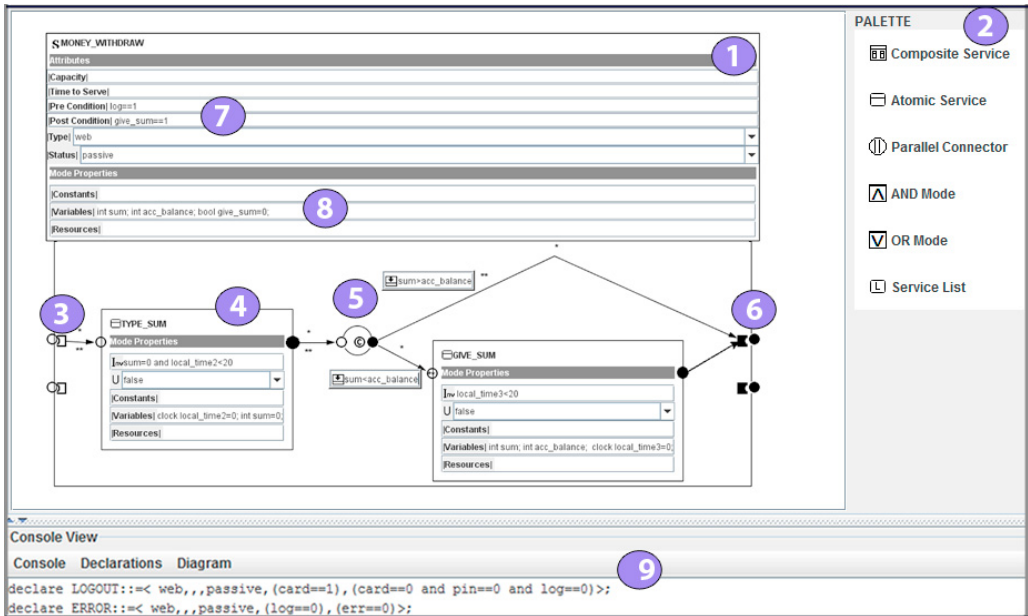 PALETTE
2
Composite Service
Atomic Service
Parallel Connector
AND Mode
OR Mode
L Service List
S MONEY_WITHDRAW
1
Attributes
|Capacity|
|Time to Serve|
|Pre Condition| log==1
|Post Condition| give_sum==1
7
|Type| web
|Status| passive
Mode Properties
|Constants|
|Variables| int sum; int acc_balance; bool give_sum=0;
8
|Resources|
*
sum>acc_balance
**
3
4
5
6
*
TYPE_SUM
Mode Properties
*
**
©
Inv sum=0 and local_time2<20
U false
|Constants|
|Variables| clock local_time2=0; int sum=0;
|Resources|
*
sum<acc_balance
**
GIVE_SUM
Mode Properties
Inv local_time3<20
U false
|Constants|
|Variables| int sum; int acc_balance; clock local_time3=0;
|Resources|
Console View
Console Declarations Diagram
9
declare LOGOUT::=< web,,,passive,(card==1),(card==0 and pin==0 and log==0)>;
declare ERROR::=< web,,,passive,(log==0),(err==0)>;